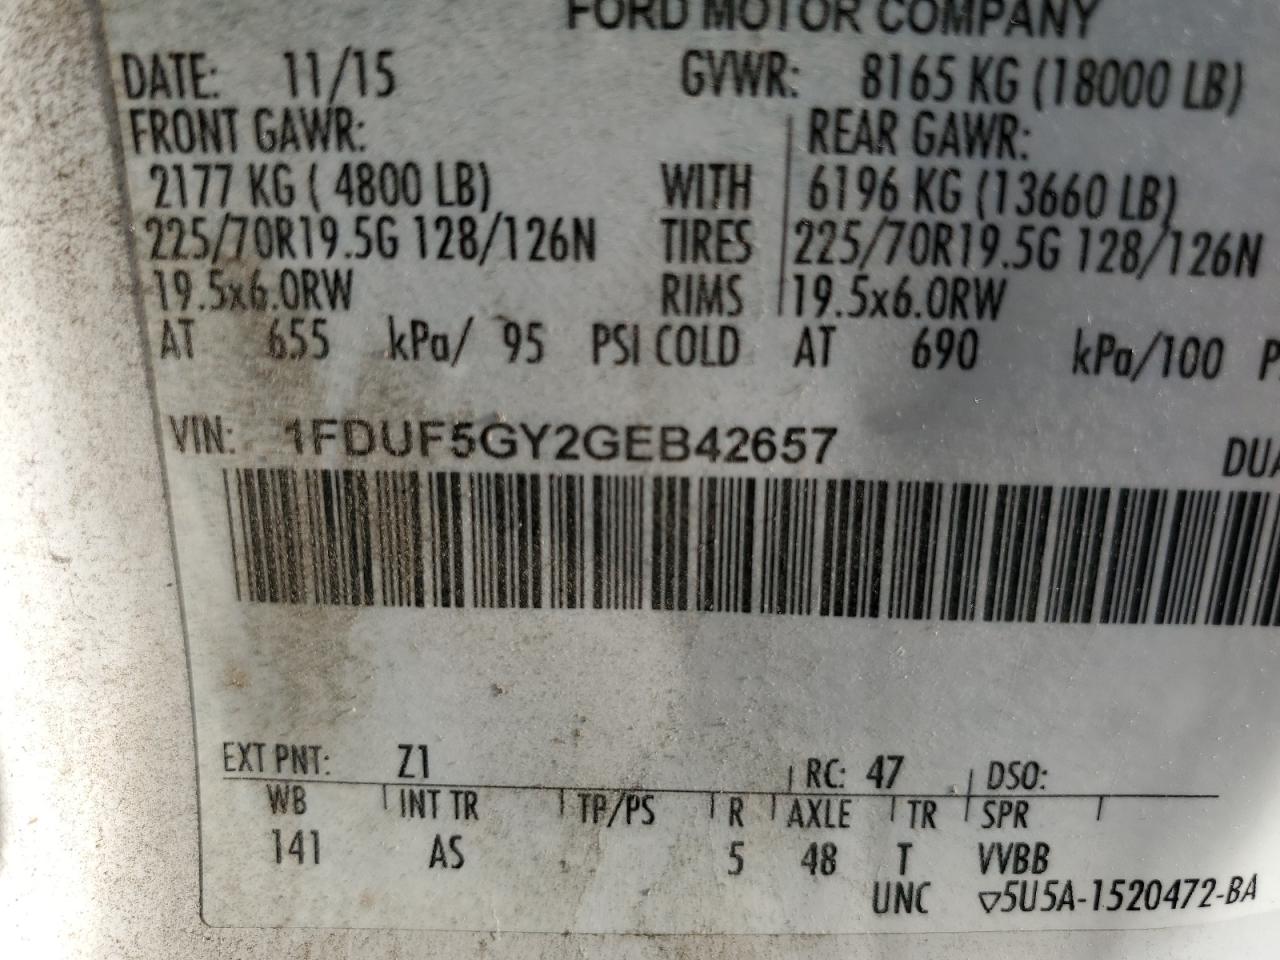 FORD MOTOR COMPANY
DATE: 11/15 GVWR: 8165 KG (18000 LB)
FRONT GAWR: REAR GAWR:
2177 KG ( 4800 LB) WITH 6196 KG (13660 LB)
225/70R19.5G 128/126N TIRES 225/70R19.5G 128/126N
19.5x6.0RW RIMS 19.5x6.0RW
AT 655 kPa/ 95 PSI COLD AT 690 kPa/100
VIN: 1FDUF5GY2GEB42657
EXT PNT: Z1 RC: 47 DSO:
WB INT TR TP/PS R AXLE TR SPR
141 AS 5 48 T VVBB
UNC ▽5U5A-1520472-BA